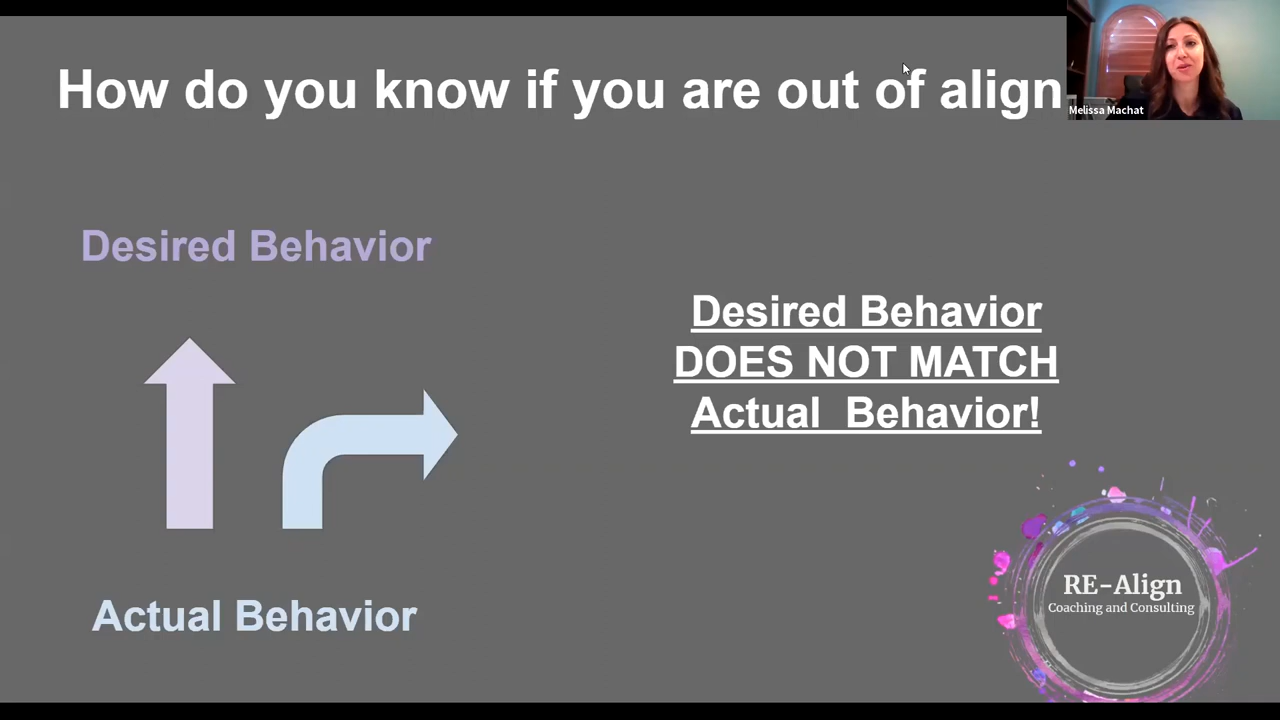 How do you know if you are out of align
Melissa Machat
Desired Behavior
Desired Behavior
DOES NOT MATCH
Actual Behavior!
RE-Align
Coaching and Consulting
Actual Behavior